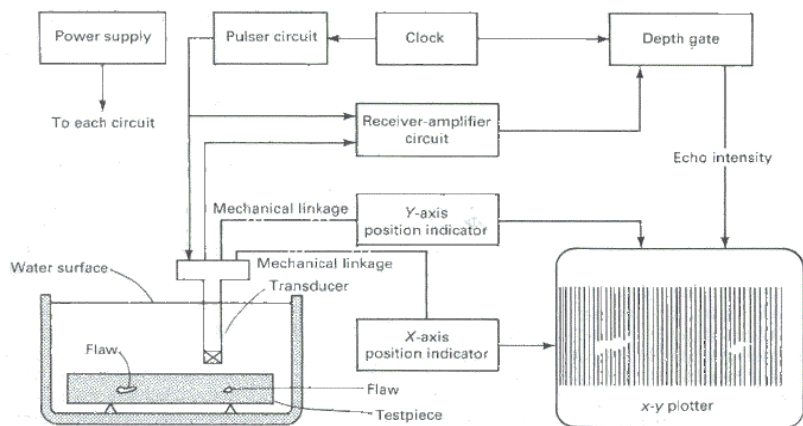 Power supply
Pulser circuit
Clock
Depth gate
To each circuit
Receiver-amplifier
circuit
Echo intensity
Mechanical linkage
Y-axis
position indicator
Water surface
Mechanical linkage
Transducer
X-axis
position indicator
Flaw
Flaw
Testpiece
x-y plotter